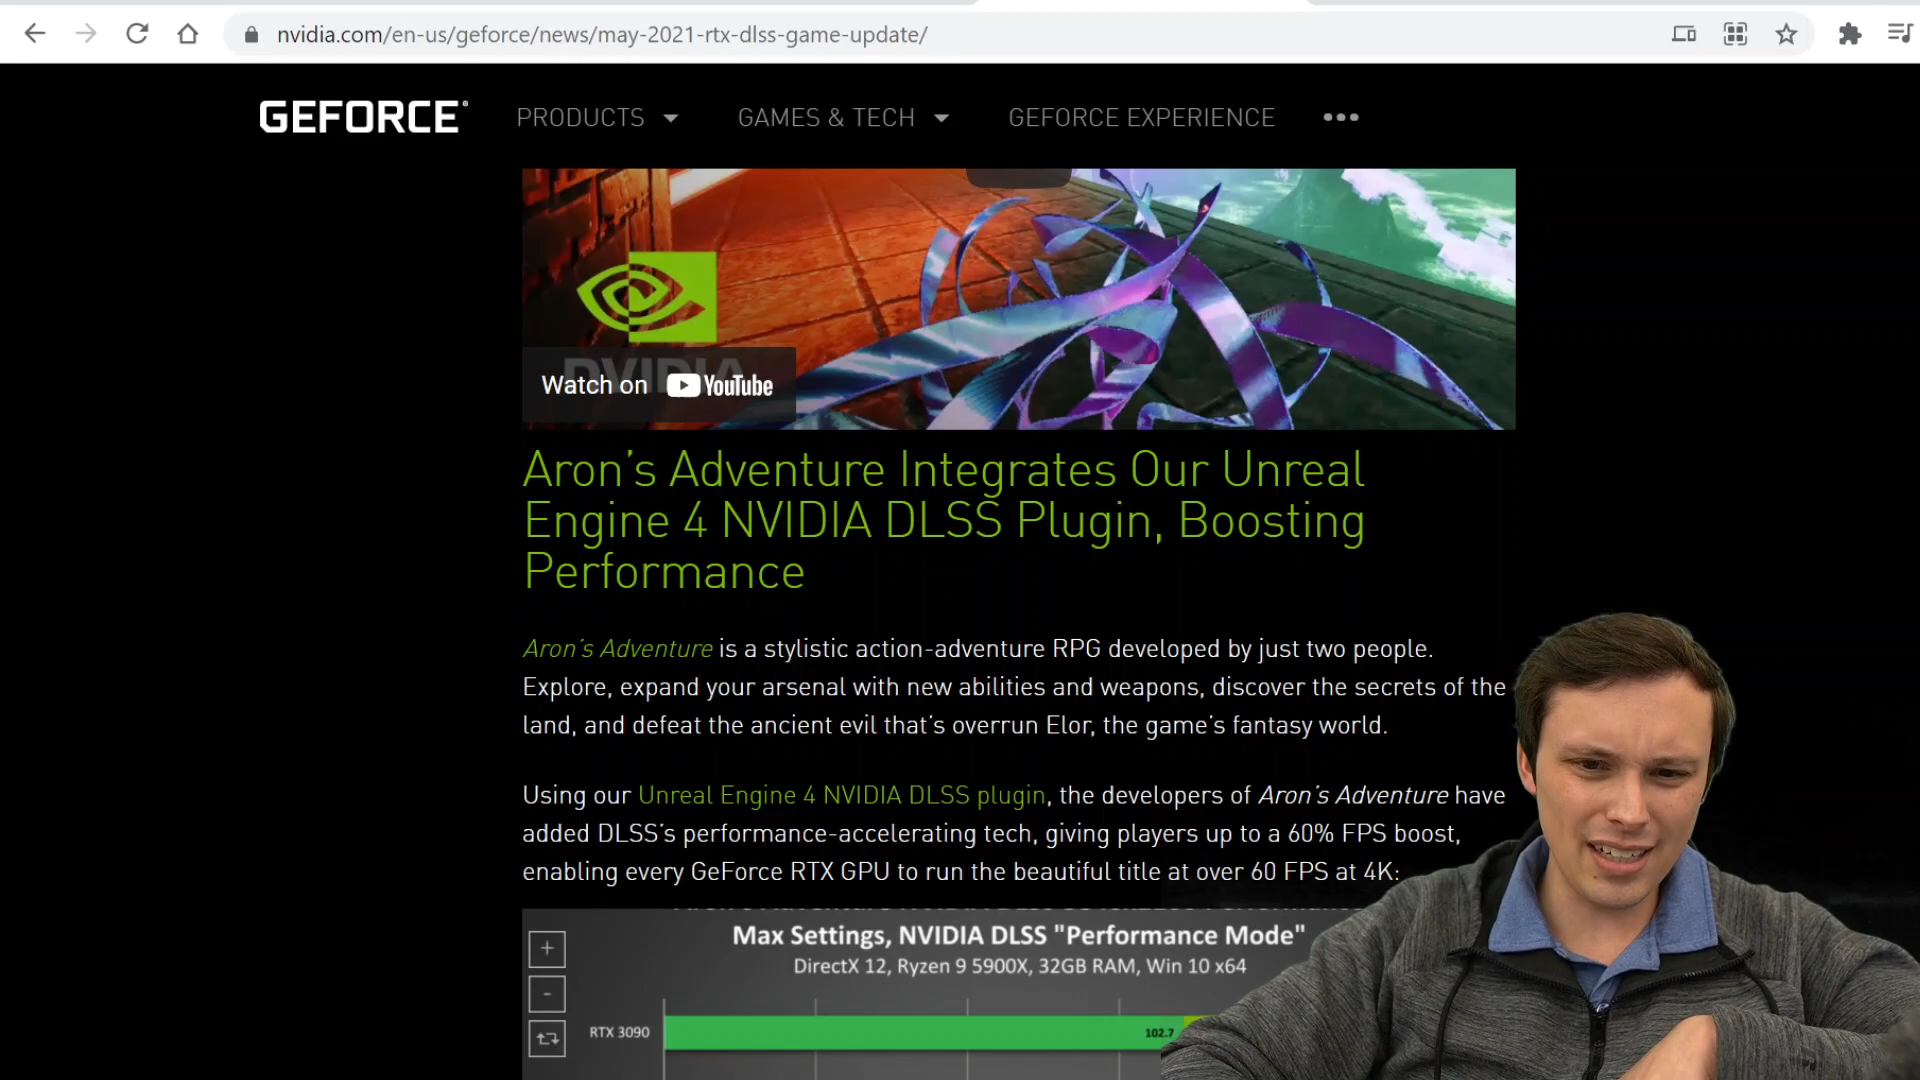 nvidia.com/en-us/geforce/news/may-2021-rtx-dlss-game-update/
GEFORCE PRODUCTS GAMES & TECH GEFORCE EXPERIENCE
NVIDIA
Watch on YouTube
Aron’s Adventure Integrates Our Unreal
Engine 4 NVIDIA DLSS Plugin, Boosting
Performance
Aron’s Adventure is a stylistic action-adventure RPG developed by just two people.
Explore, expand your arsenal with new abilities and weapons, discover the secrets of the
land, and defeat the ancient evil that’s overrun Elor, the game’s fantasy world.
Using our Unreal Engine 4 NVIDIA DLSS plugin, the developers of Aron’s Adventure have
added DLSS’s performance-accelerating tech, giving players up to a 60% FPS boost,
enabling every GeForce RTX GPU to run the beautiful title at over 60 FPS at 4K:
Max Settings, NVIDIA DLSS "Performance Mode"
DirectX 12, Ryzen 9 5900X, 32GB RAM, Win 10 x64
RTX 3090 102.7